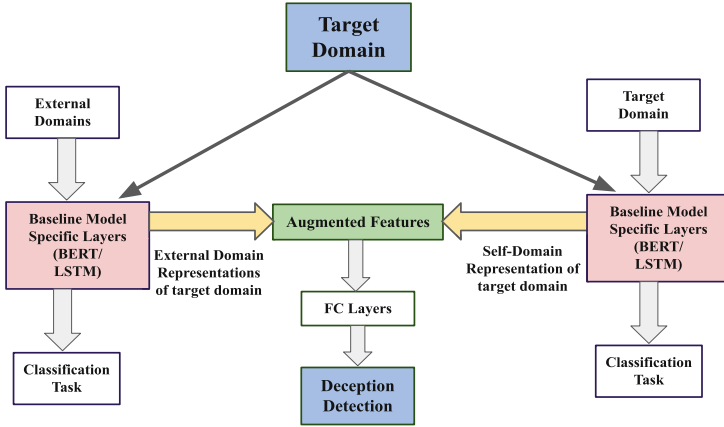 Target
Domain
External
Domains
Target
Domain
Baseline Model
Specific Layers
(BERT/
LSTM)
Augmented Features
Baseline Model
Specific Layers
(BERT/
LSTM)
External Domain
Representations
of target domain
Self-Domain
Representation of
target domain
FC Layers
Classification
Task
Deception
Detection
Classification
Task